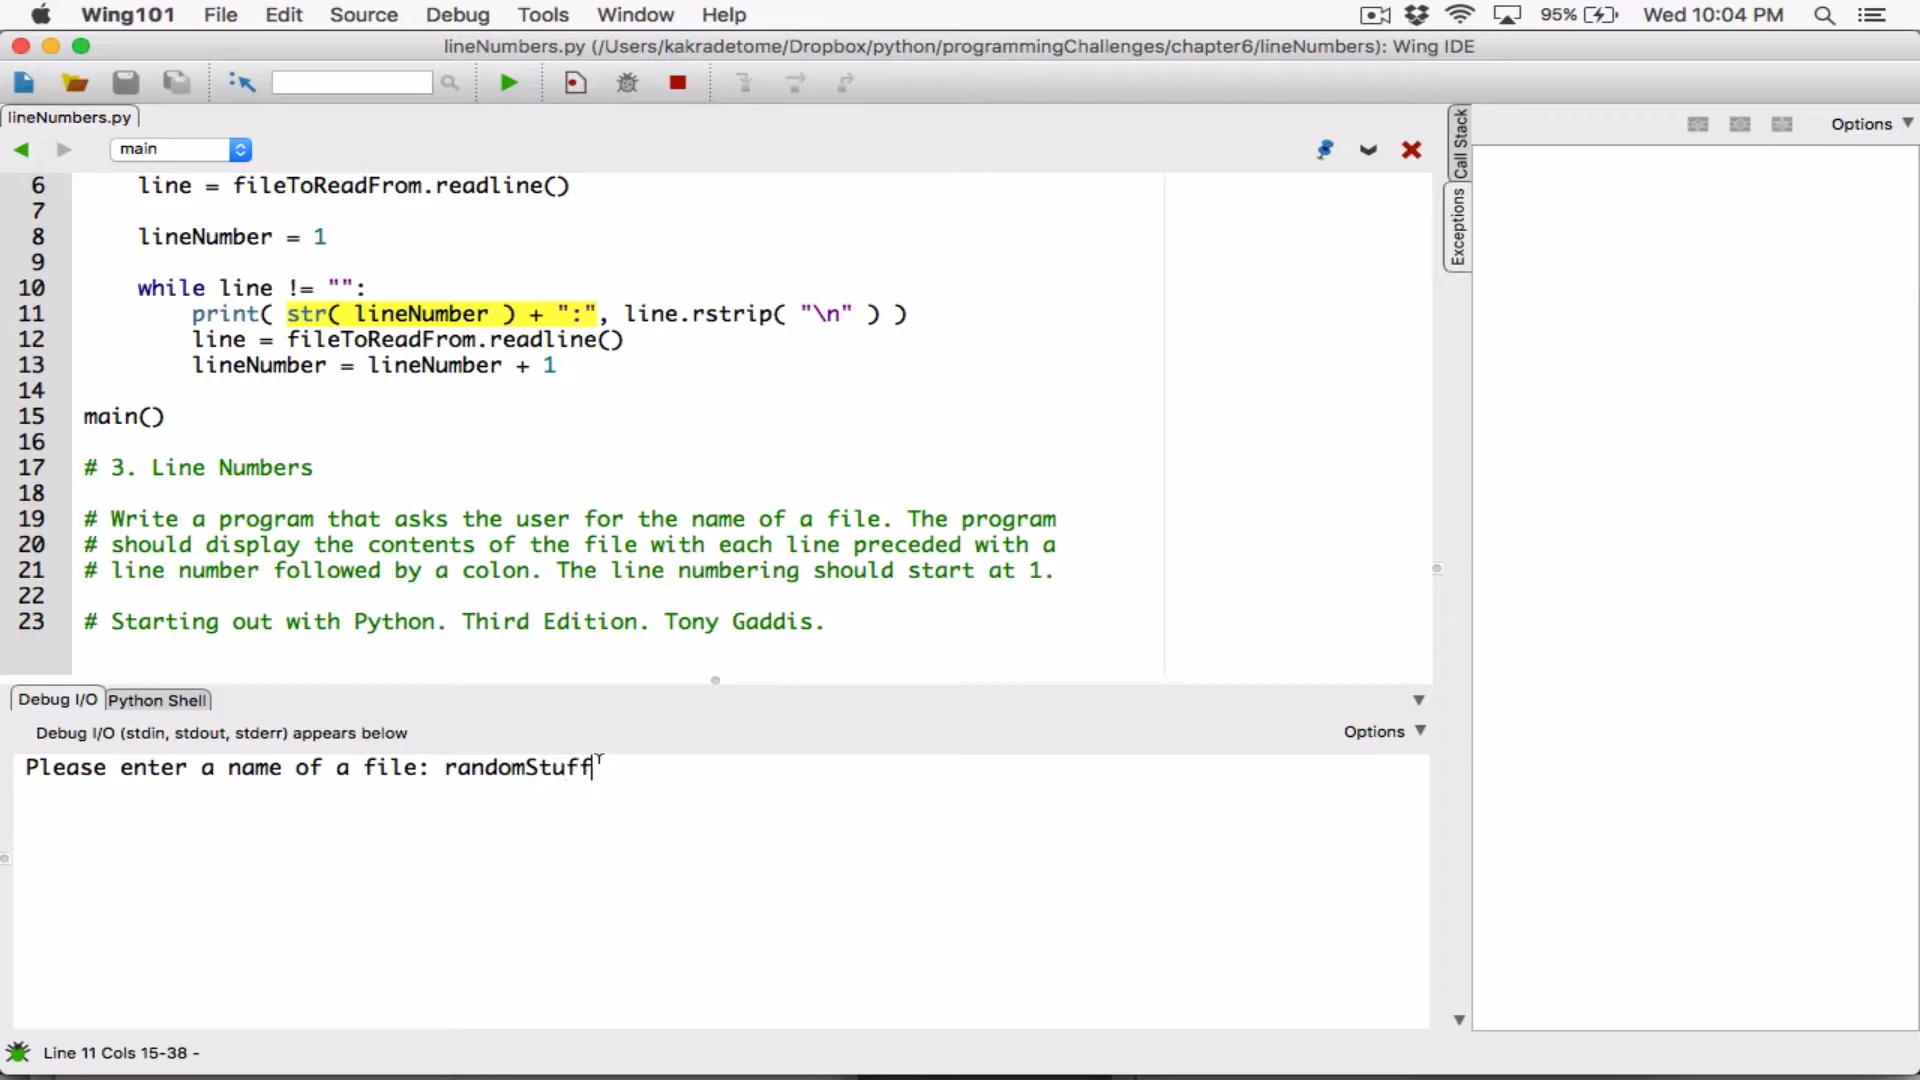 Wing101 File Edit Source Debug Tools Window Help 95% Wed 10:04 PM
lineNumbers.py (/Users/kakradetome/Dropbox/python/programmingChallenges/chapter6/lineNumbers): Wing IDE
lineNumbers.py
main
Options
Call Stack
Exceptions
6 line = fileToReadFrom.readline()
7
8 lineNumber = 1
9
10 while line != "":
11 print( str( lineNumber ) + ":", line.rstrip( "\n" ) )
12 line = fileToReadFrom.readline()
13 lineNumber = lineNumber + 1
14
15 main()
16
17 # 3. Line Numbers
18
19 # Write a program that asks the user for the name of a file. The program
20 # should display the contents of the file with each line preceded with a
21 # line number followed by a colon. The line numbering should start at 1.
22
23 # Starting out with Python. Third Edition. Tony Gaddis.
Debug I/O Python Shell
Debug I/O (stdin, stdout, stderr) appears below Options
Please enter a name of a file: randomStuff
Line 11 Cols 15-38 -